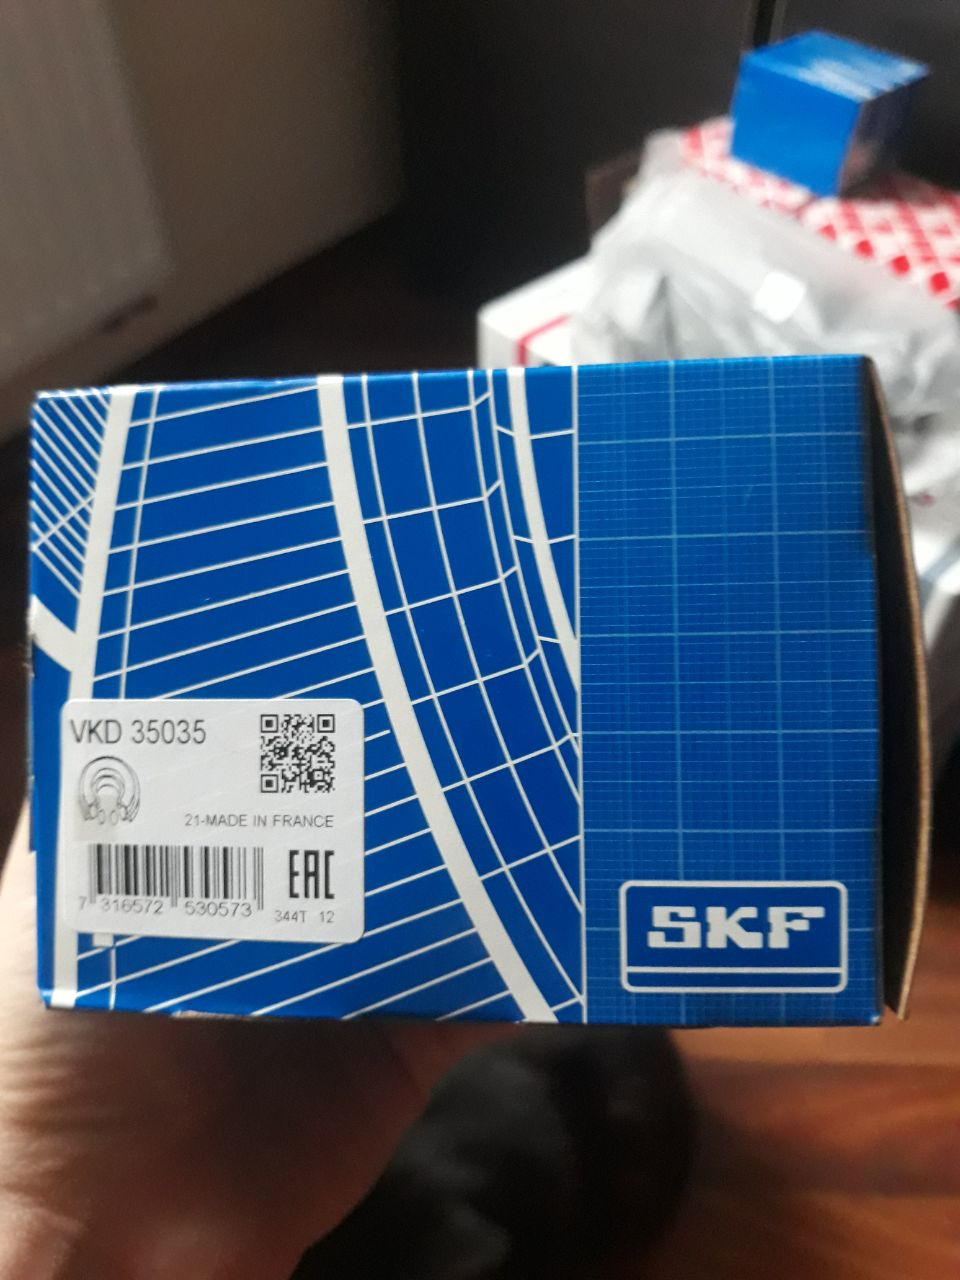 VKD 35035
21-MADE IN FRANCE
EAC
7 316572 530573
344T 12
SKF